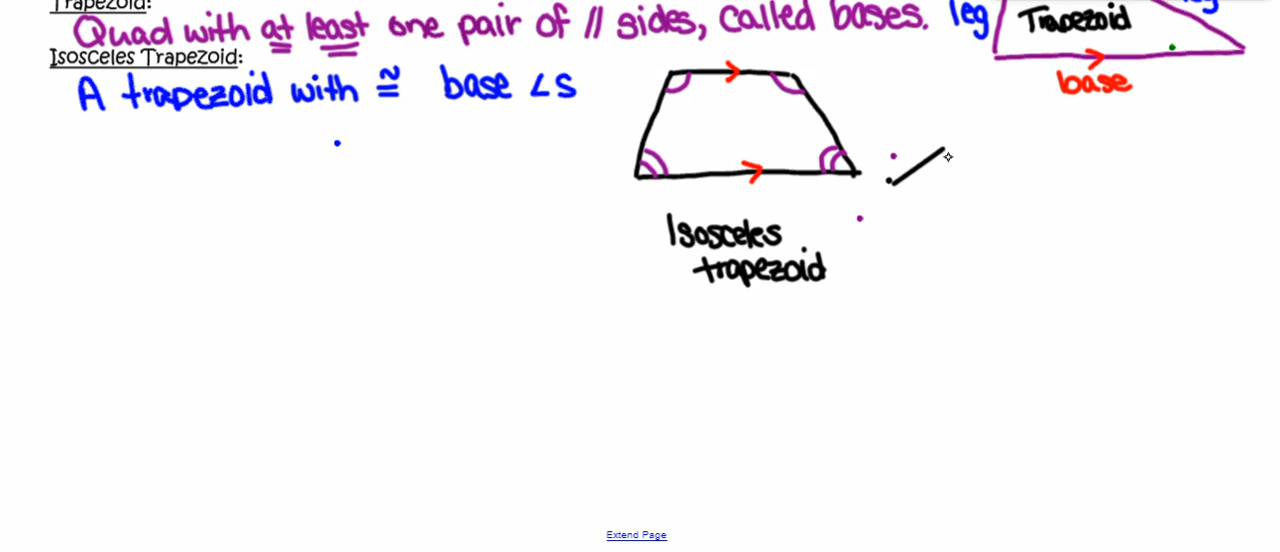 Trapezoid:
Quad with at least one pair of // sides, called bases.
leg
leg
Trapezoid
base
Isosceles Trapezoid:
A trapezoid with ≅ base ∠s
Isosceles
trapezoid
Extend Page